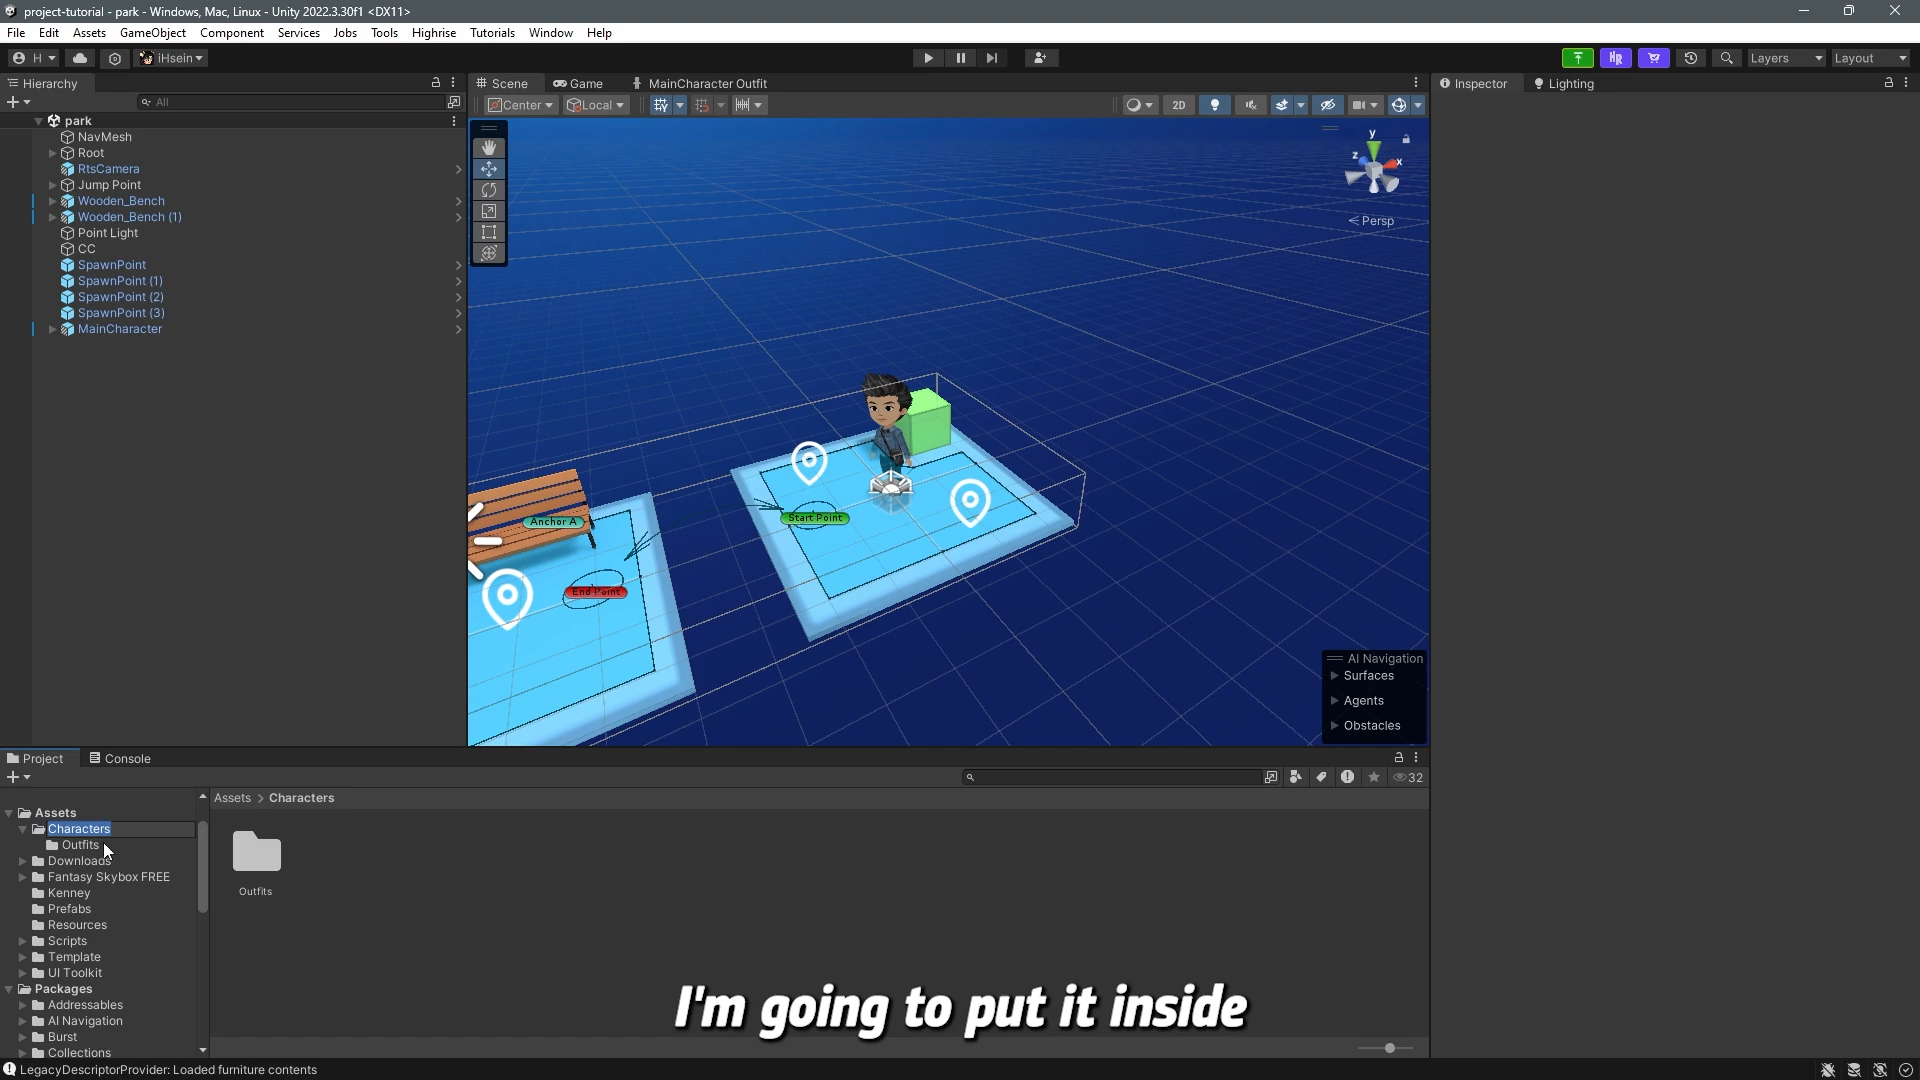 project-tutorial - park - Windows, Mac, Linux - Unity 2022.3.30f1 <DX11>
File Edit Assets GameObject Component Services Jobs Tools Highrise Tutorials Window Help
H iHsein HR Layers Layout
Hierarchy
Scene Game MainCharacter Outfit
Inspector Lighting
All
Center Local 2D
park
NavMesh
Root
RtsCamera
Jump Point
Wooden_Bench
Wooden_Bench (1)
Point Light
CC
SpawnPoint
SpawnPoint (1)
SpawnPoint (2)
SpawnPoint (3)
MainCharacter
y
z x
Persp
Start Point
Anchor A
End Point
AI Navigation
Surfaces
Agents
Obstacles
Project Console
32
Assets > Characters
Assets
Characters
Outfits
Downloads
Fantasy Skybox FREE
Kenney
Prefabs
Resources
Scripts
Template
UI Toolkit
Packages
Addressables
AI Navigation
Burst
Collections
Outfits
I'm going to put it inside
LegacyDescriptorProvider: Loaded furniture contents